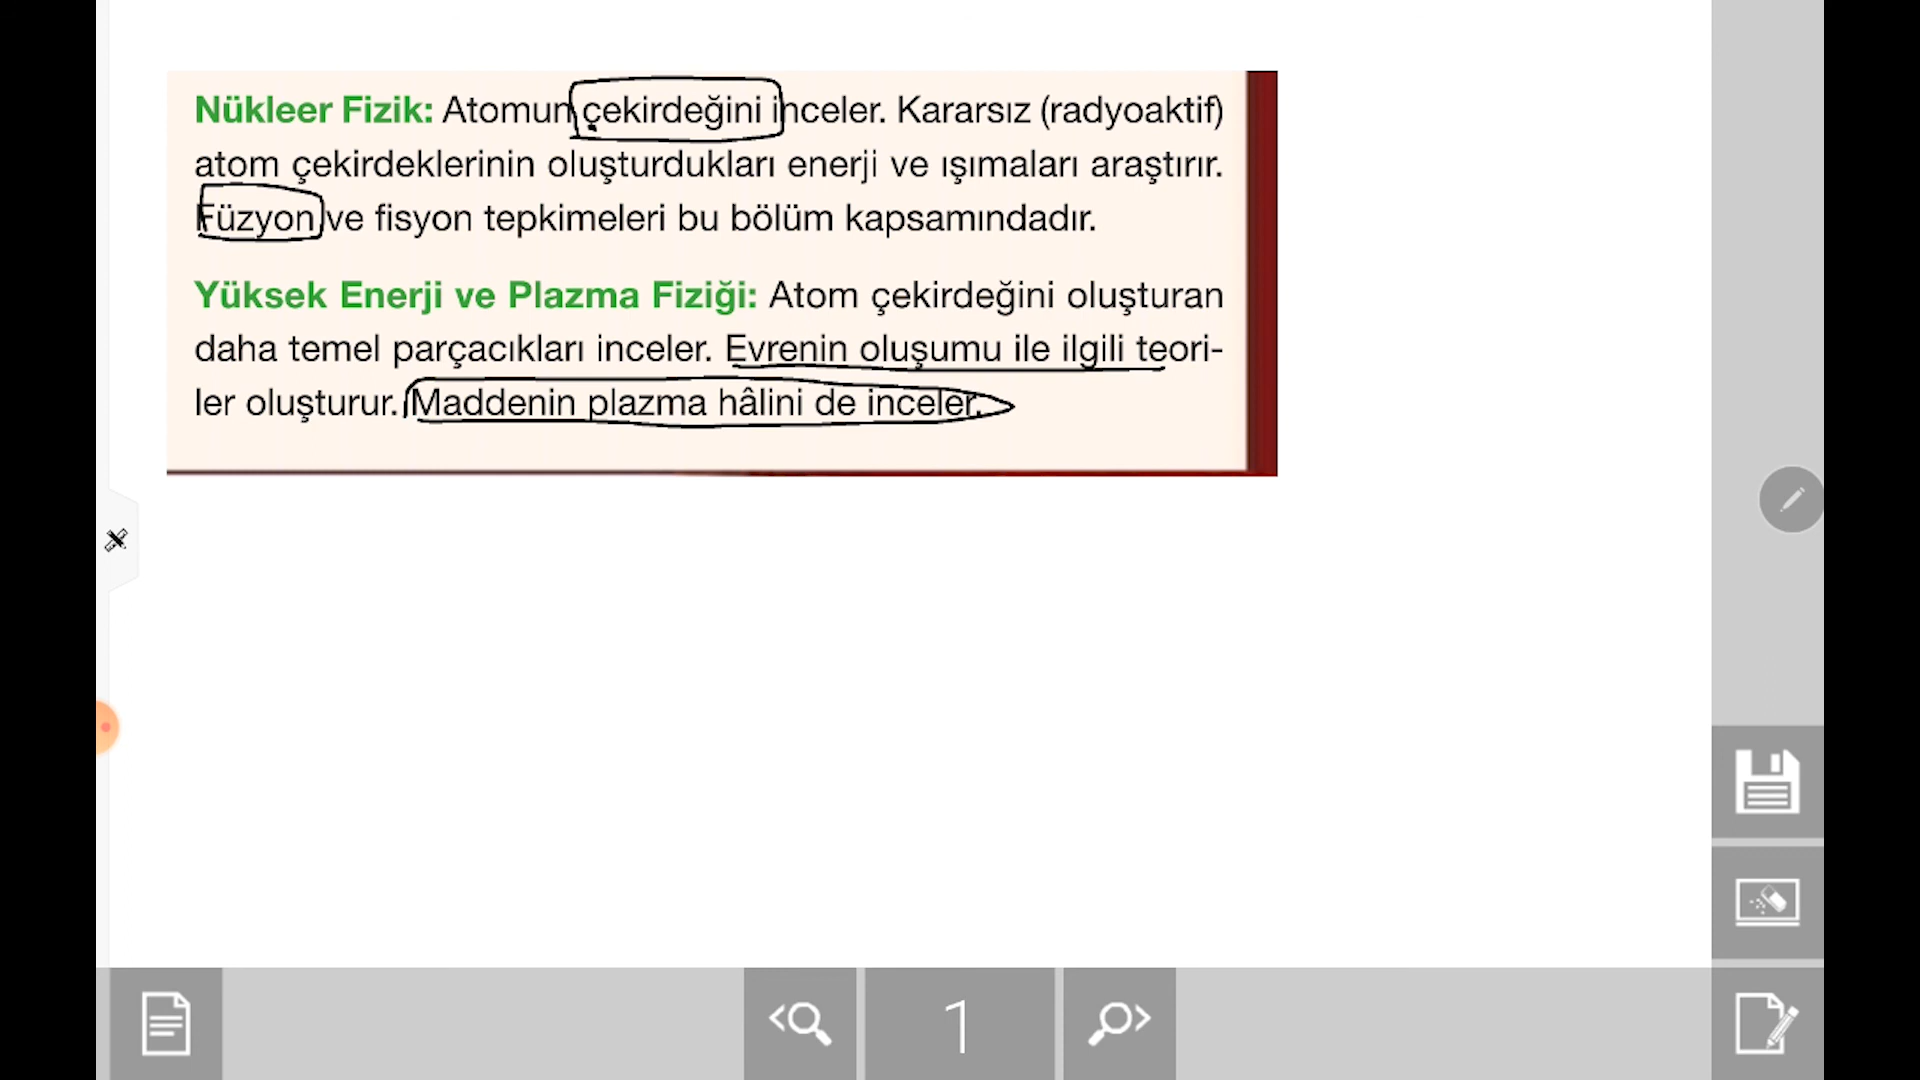 Nükleer Fizik: Atomun çekirdeğini inceler. Kararsız (radyoaktif)
atom çekirdeklerinin oluşturdukları enerji ve ışımaları araştırır.
Füzyon ve fisyon tepkimeleri bu bölüm kapsamındadır.
Yüksek Enerji ve Plazma Fiziği: Atom çekirdeğini oluşturan
daha temel parçacıkları inceler. Evrenin oluşumu ile ilgili teori-
ler oluşturur. Maddenin plazma hâlini de inceler.
1